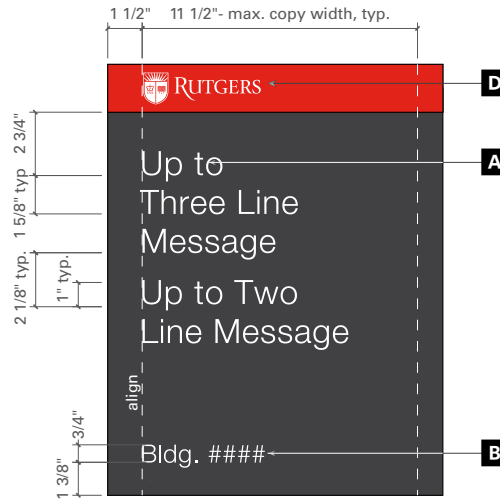 1 1/2" 11 1/2"- max. copy width, typ.
RUTGERS
D
2 3/4"
A
Up to
Three Line
Message
1 5/8" typ
Up to Two
Line Message
2 1/8" typ.
1" typ.
align
Bldg. ####
B
3/4"
1 3/8"